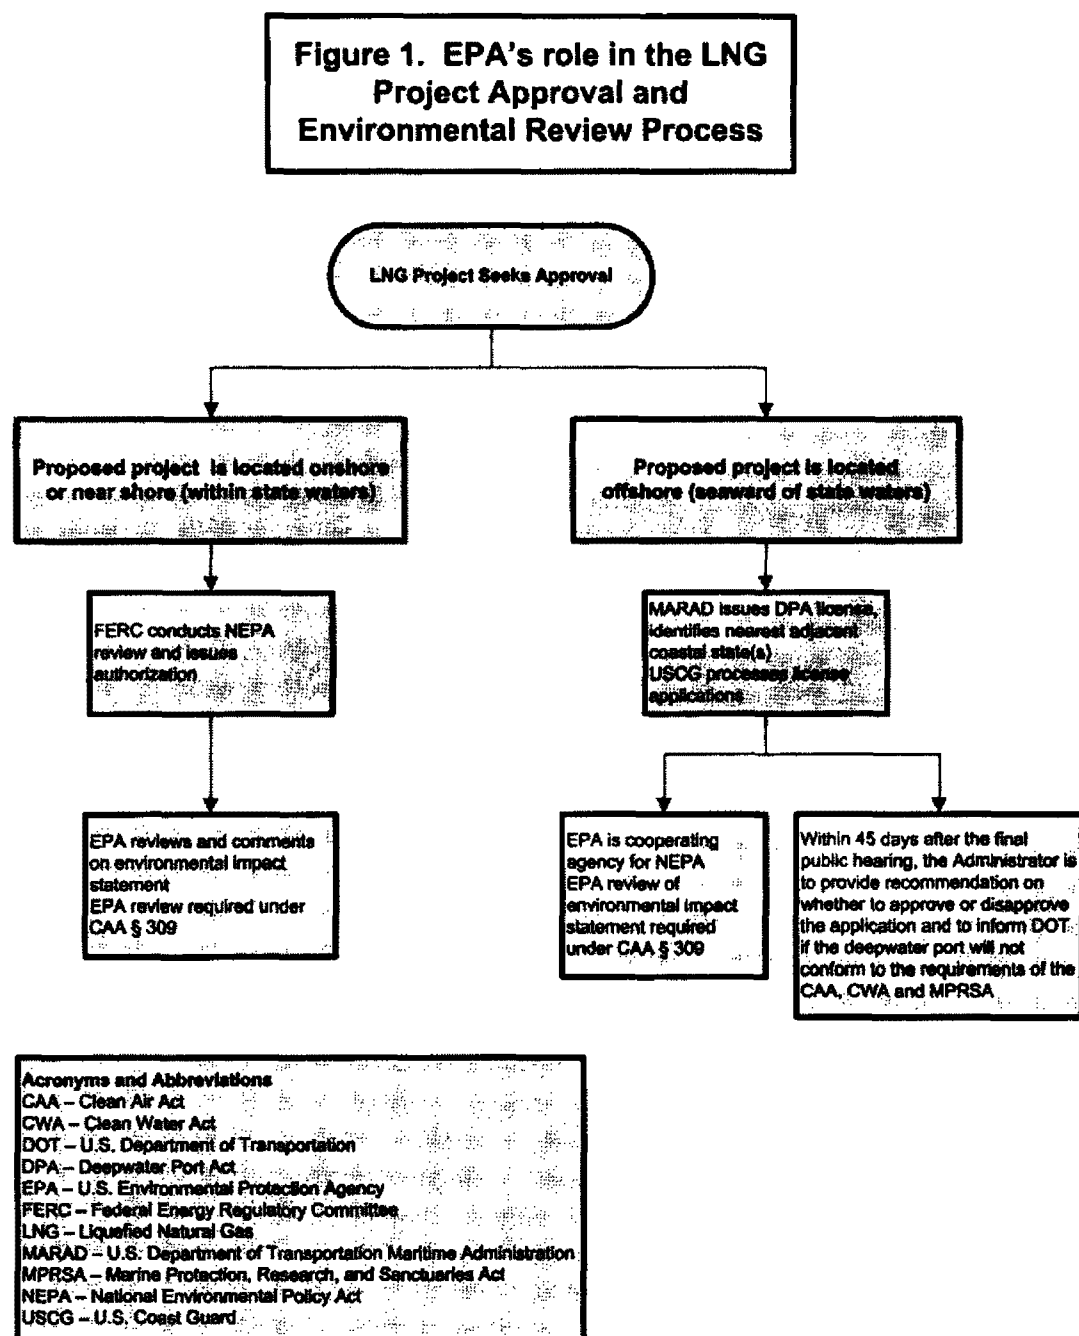 Figure 1. EPA's role in the LNG
Project Approval and
Environmental Review Process
LNG Project Seeks Approval
Proposed project is located onshore
or near shore (within state waters)
Proposed project is located
offshore (seaward of state waters)
FERC conducts NEPA
review and issues
authorization
MARAD issues DPA license,
identifies nearest adjacent
coastal state(s)
USCG processes license
applications
EPA reviews and comments
on environmental impact
statement
EPA review required under
CAA § 309
EPA is cooperating
agency for NEPA
EPA review of
environmental impact
statement required
under CAA § 309
Within 45 days after the final
public hearing, the Administrator is
to provide recommendation on
whether to approve or disapprove
the application and to inform DOT
if the deepwater port will not
conform to the requirements of the
CAA, CWA and MPRSA
Acronyms and Abbreviations
CAA – Clean Air Act
CWA – Clean Water Act
DOT – U.S. Department of Transportation
DPA – Deepwater Port Act
EPA – U.S. Environmental Protection Agency
FERC – Federal Energy Regulatory Committee
LNG – Liquefied Natural Gas
MARAD – U.S. Department of Transportation Maritime Administration
MPRSA – Marine Protection, Research, and Sanctuaries Act
NEPA – National Environmental Policy Act
USCG – U.S. Coast Guard